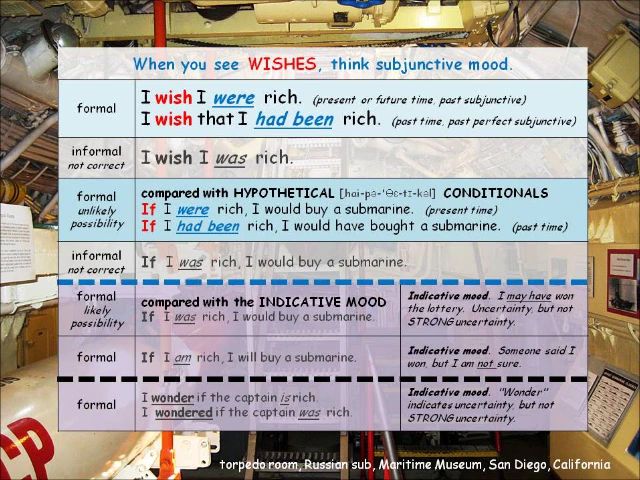 When you see WISHES, think subjunctive mood.
formal
I wish I were rich. (present or future time, past subjunctive)
I wish that I had been rich. (past time, past perfect subjunctive)
informal
not correct
I wish I was rich.
formal
unlikely
possibility
compared with HYPOTHETICAL [hai-pə-'Өɛ-tɪ-kəl] CONDITIONALS
If I were rich, I would buy a submarine. (present time)
If I had been rich, I would have bought a submarine. (past time)
informal
not correct
If I was rich, I would buy a submarine.
formal
likely
possibility
compared with the INDICATIVE MOOD
If I was rich, I would buy a submarine.
Indicative mood. I may have won
the lottery. Uncertainty, but not
STRONG uncertainty.
formal
If I am rich, I will buy a submarine.
Indicative mood. Someone said I
won, but I am not sure.
formal
I wonder if the captain is rich.
I wondered if the captain was rich.
Indicative mood. "Wonder"
indicates uncertainty, but not
STRONG uncertainty.
torpedo room, Russian sub, Maritime Museum, San Diego, California